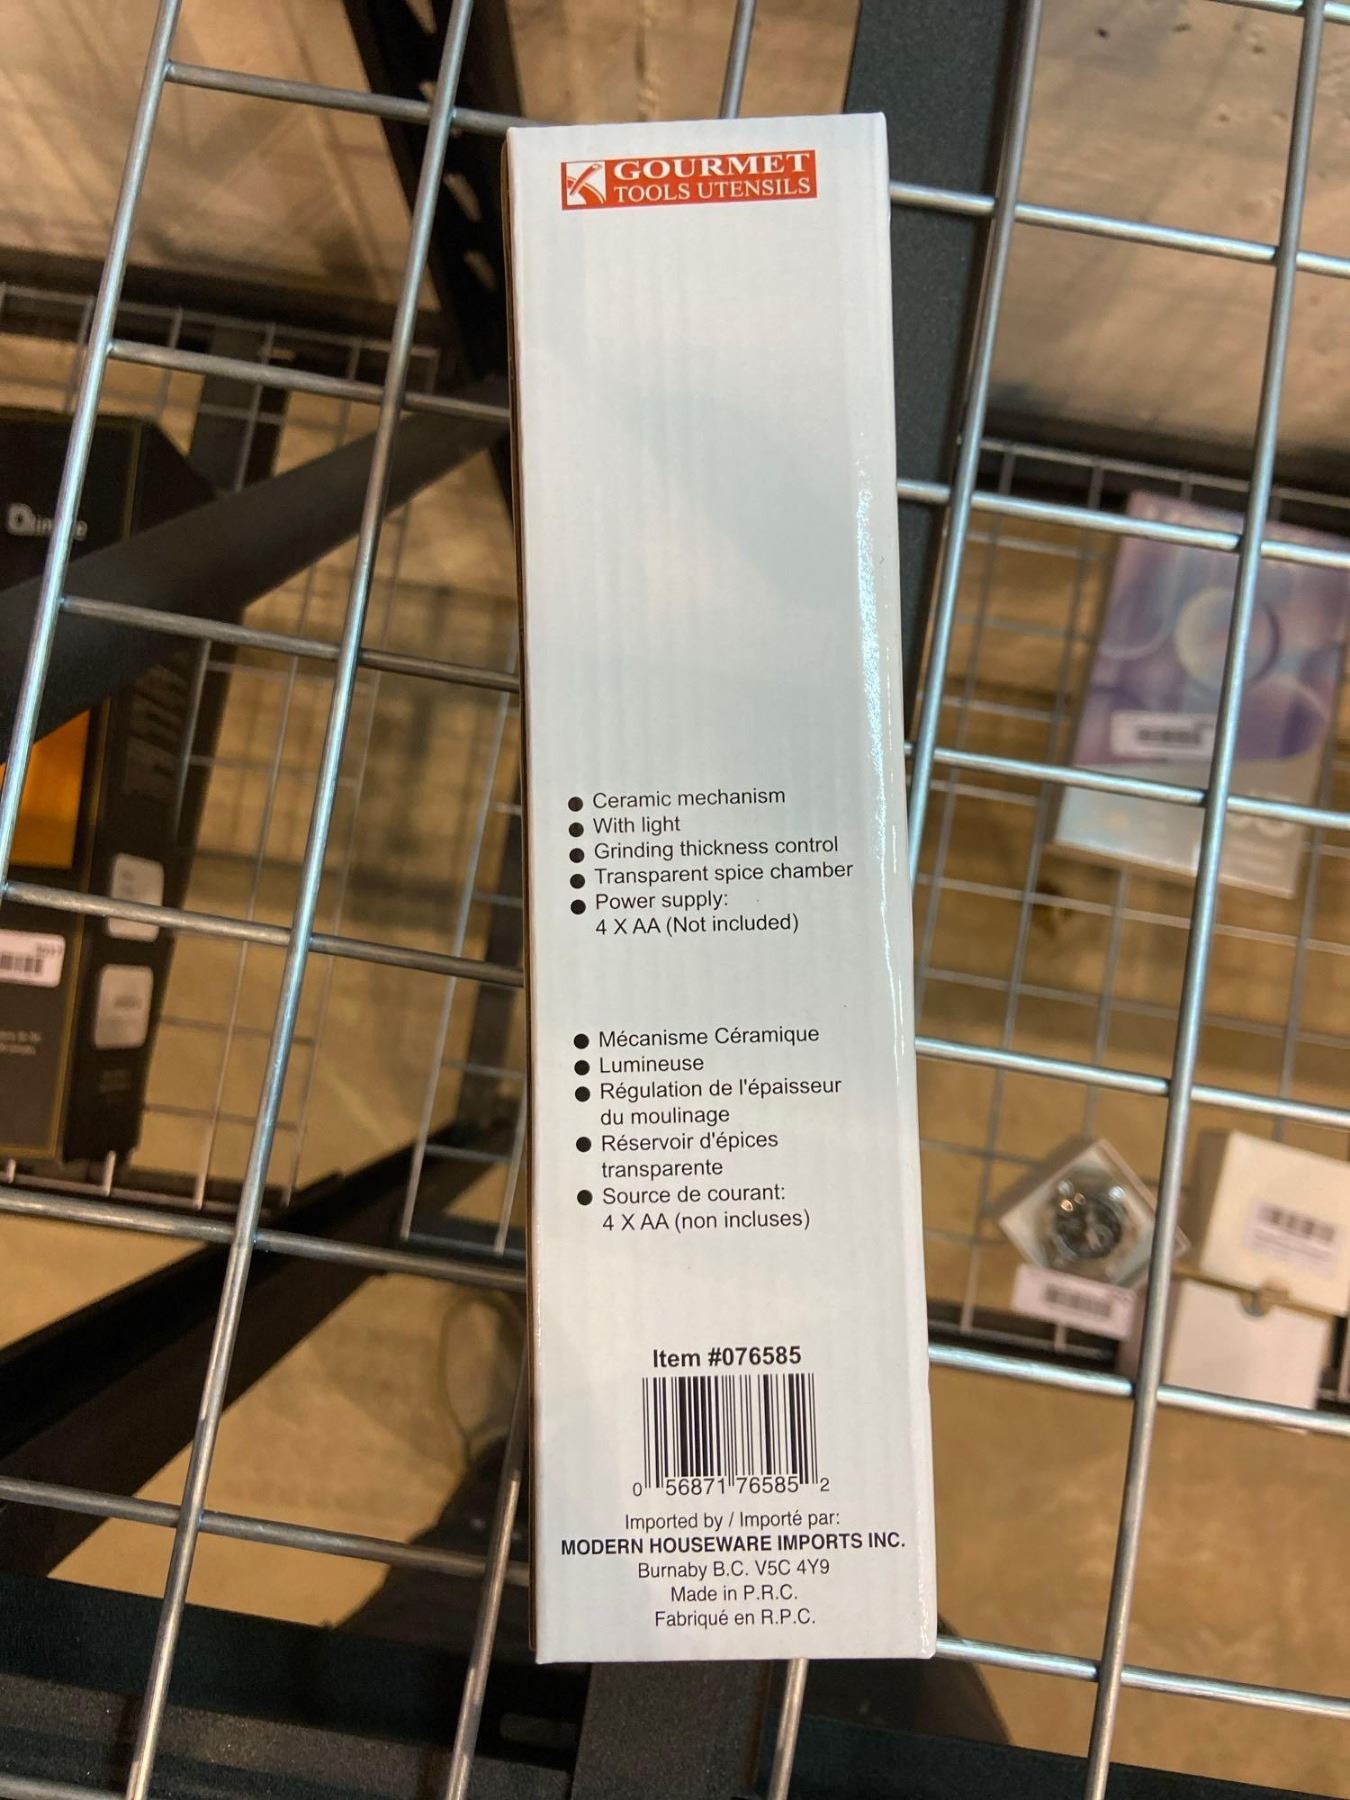 GOURMET
TOOLS UTENSILS
● Ceramic mechanism
● With light
● Grinding thickness control
● Transparent spice chamber
● Power supply:
4 X AA (Not included)
● Mécanisme Céramique
● Lumineuse
● Régulation de l'épaisseur
du moulinage
● Réservoir d'épices
transparente
● Source de courant:
4 X AA (non incluses)
Item #076585
0 56871 76585 2
Imported by / Importé par:
MODERN HOUSEWARE IMPORTS INC.
Burnaby B.C. V5C 4Y9
Made in P.R.C.
Fabriqué en R.P.C.